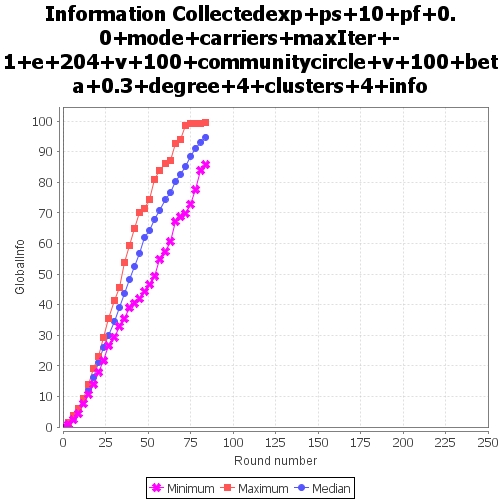 Information Collectedexp+ps+10+pf+0.
0+mode+carriers+maxIter+-
1+e+204+v+100+communitycircle+v+100+bet
a+0.3+degree+4+clusters+4+info
100
90
80
70
60
50
40
30
20
10
0
GlobalInfo
0 25 50 75 100 125 150 175 200 225 250
Round number
Minimum Maximum Median